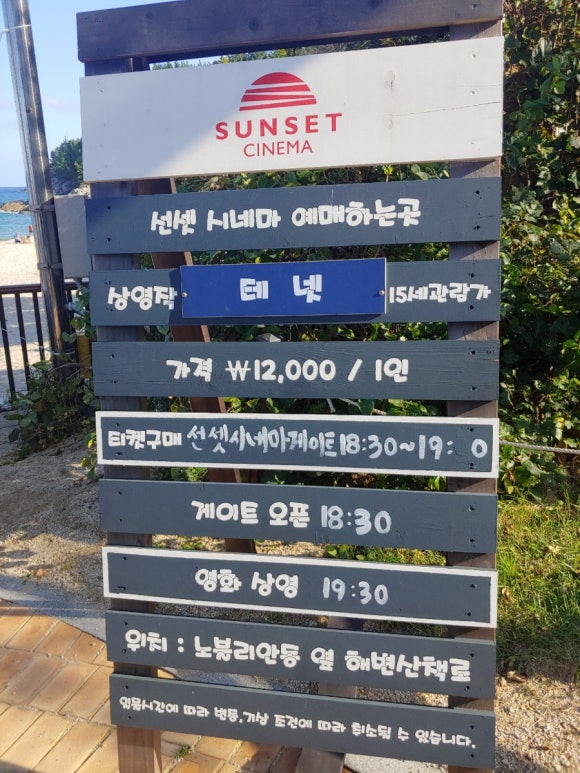 SUNSET
CINEMA
선셋 시네마 예매하는곳
상영작 테 넷 15세관람가
가격 ₩12,000 / 1인
티켓구매 선셋시네마게이트 18:30~19: 0
게이트 오픈 18:30
영화 상영 19:30
위치 : 노블리안동 옆 해변산책로
일몰시간에 따라 변동, 기상 조건에 따라 취소될 수 있습니다.